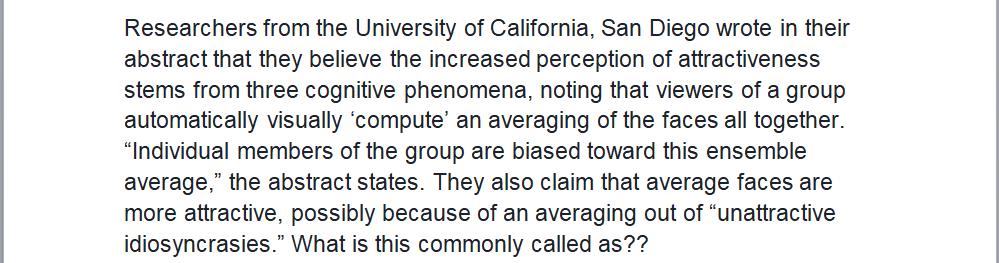 Researchers from the University of California, San Diego wrote in their
abstract that they believe the increased perception of attractiveness
stems from three cognitive phenomena, noting that viewers of a group
automatically visually ‘compute’ an averaging of the faces all together.
“Individual members of the group are biased toward this ensemble
average,” the abstract states. They also claim that average faces are
more attractive, possibly because of an averaging out of “unattractive
idiosyncrasies.” What is this commonly called as??